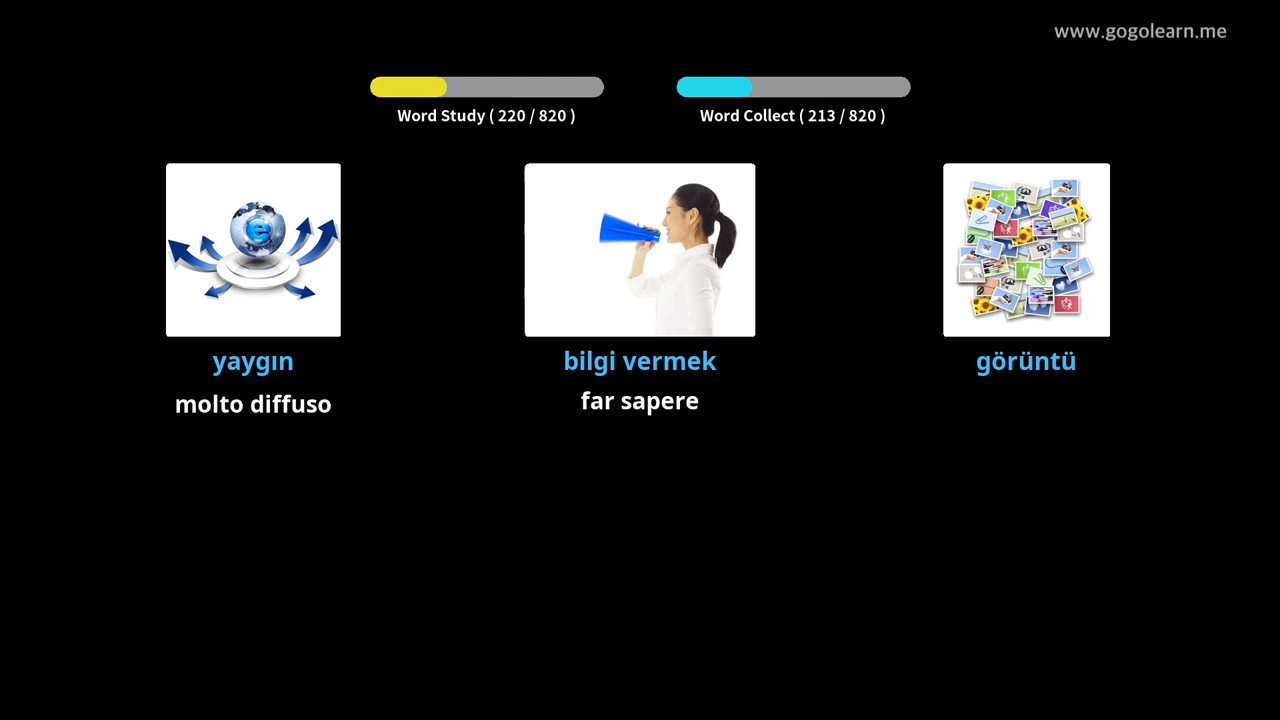 www.gogolearn.me
Word Study ( 220 / 820 )
Word Collect ( 213 / 820 )
e
yaygın
bilgi vermek
görüntü
molto diffuso
far sapere